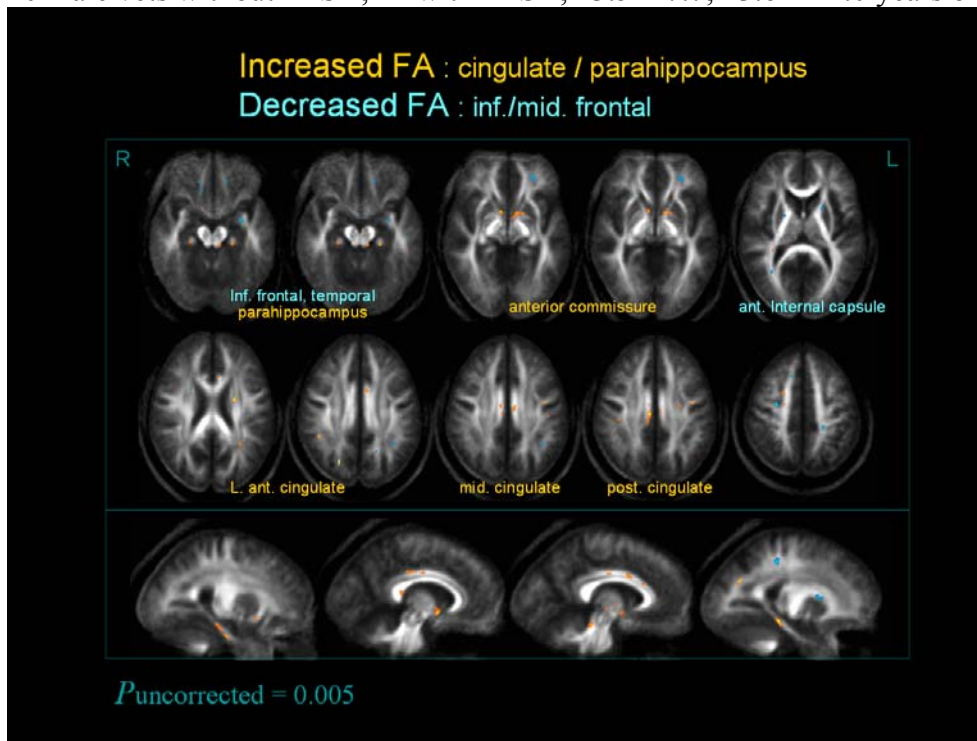 Increased FA : cingulate / parahippocampus
Decreased FA : inf./mid. frontal
R
L
Inf. frontal, temporal
parahippocampus
anterior commissure
ant. Internal capsule
L. ant. cingulate
mid. cingulate
post. cingulate
Puncorrected = 0.005